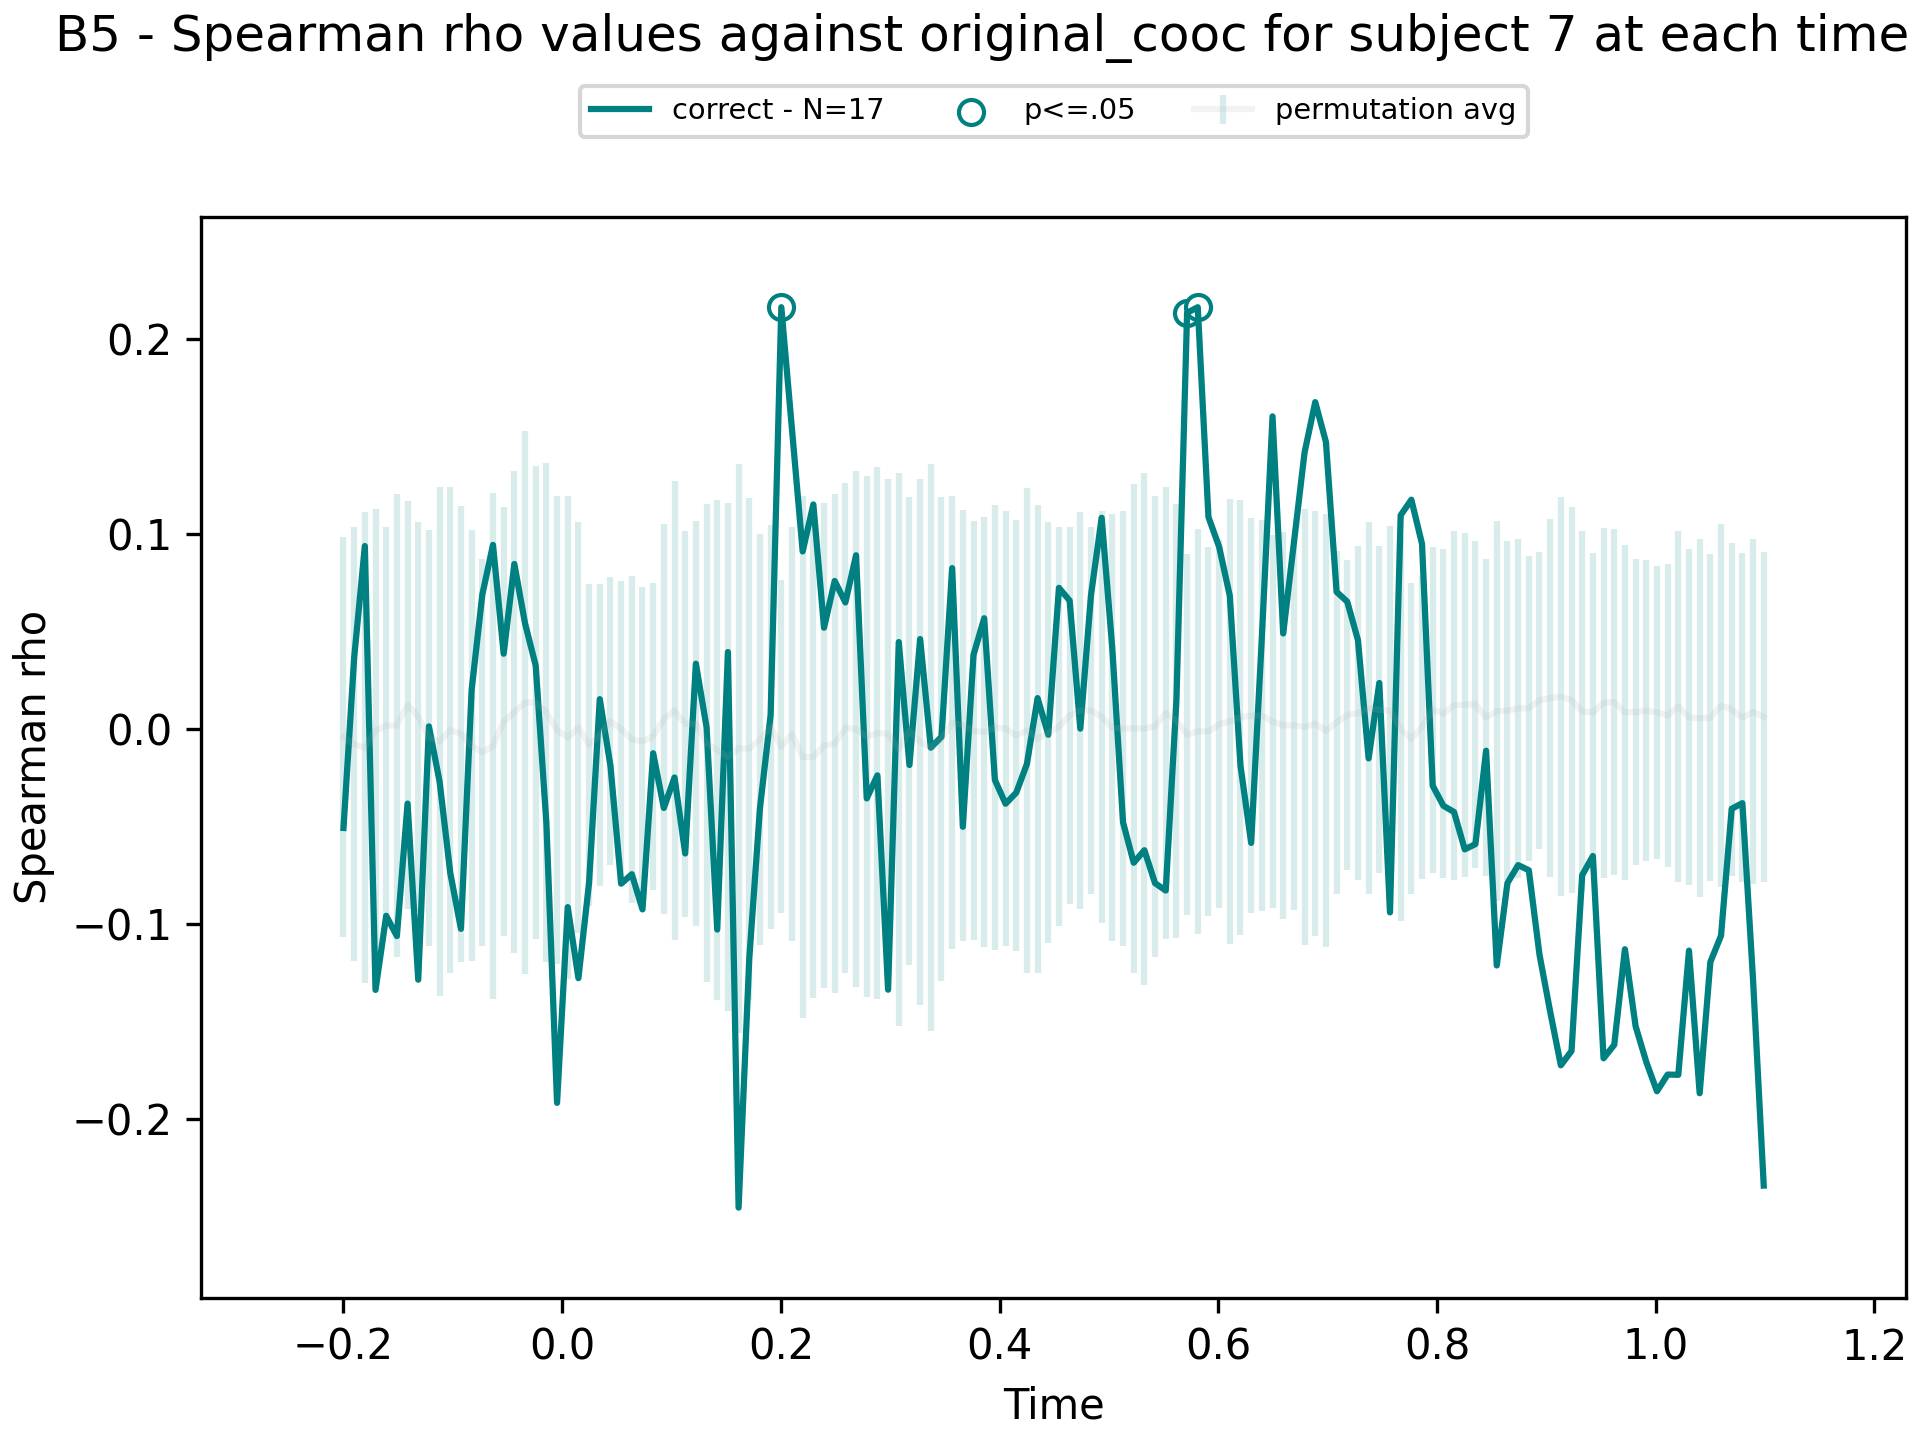 B5 - Spearman rho values against original_cooc for subject 7 at each time
correct - N=17 p<=.05 permutation avg
Spearman rho
0.2
0.1
0.0
−0.1
−0.2
−0.2 0.0 0.2 0.4 0.6 0.8 1.0 1.2
Time